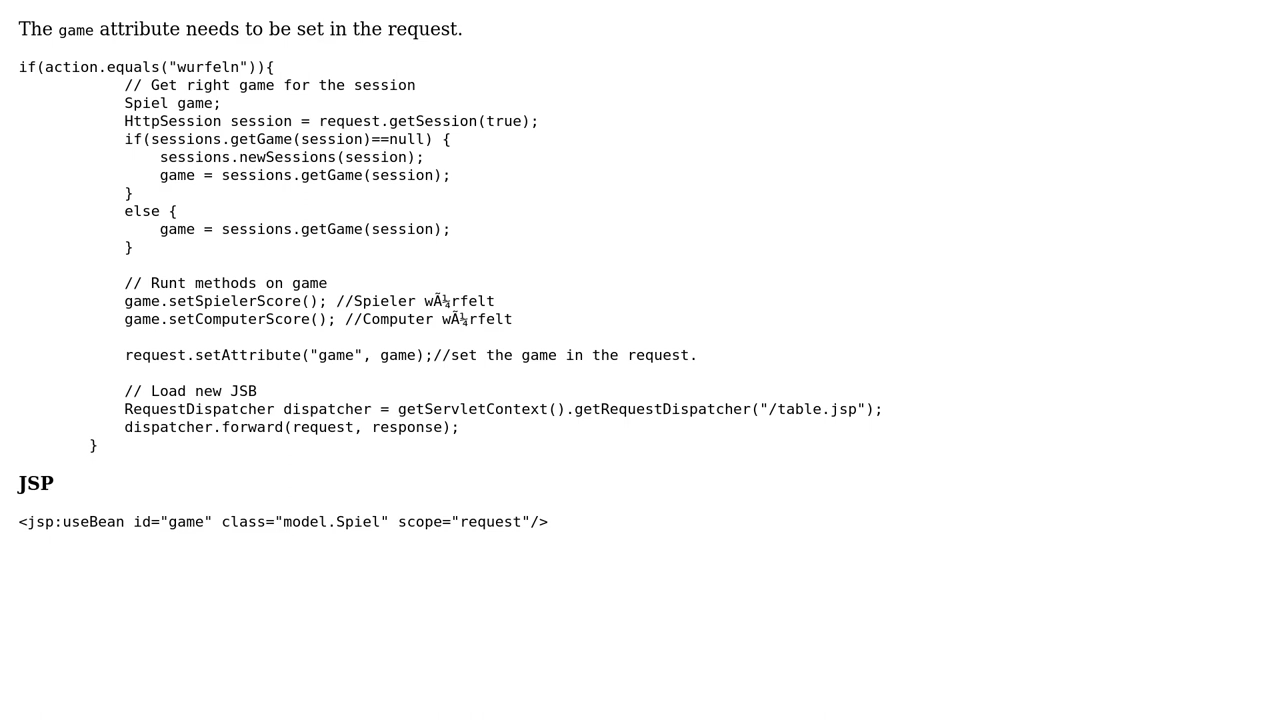 The game attribute needs to be set in the request.
if(action.equals("wurfeln")){
            // Get right game for the session
            Spiel game;
            HttpSession session = request.getSession(true);
            if(sessions.getGame(session)==null) {
                sessions.newSessions(session);
                game = sessions.getGame(session);
            }
            else {
                game = sessions.getGame(session);
            }

            // Runt methods on game
            game.setSpielerScore(); //Spieler wÃ¼rfelt
            game.setComputerScore(); //Computer wÃ¼rfelt

            request.setAttribute("game", game);//set the game in the request.

            // Load new JSB
            RequestDispatcher dispatcher = getServletContext().getRequestDispatcher("/table.jsp");
            dispatcher.forward(request, response);
        }
JSP
<jsp:useBean id="game" class="model.Spiel" scope="request"/>